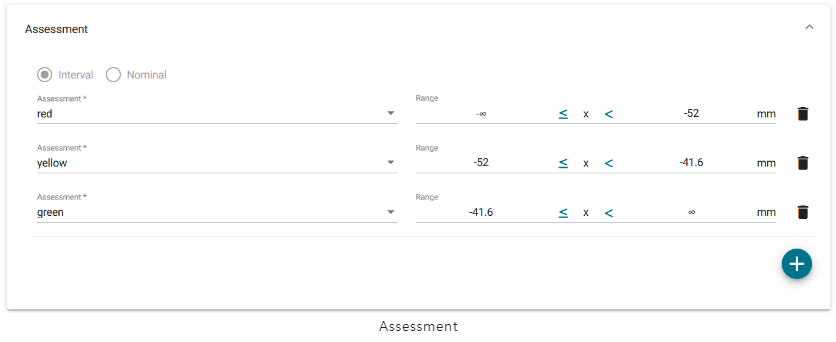 Assessment
Interval Nominal
Assessment * Range
red -∞ ≤ x < -52 mm
Assessment * Range
yellow -52 ≤ x < -41.6 mm
Assessment * Range
green -41.6 ≤ x < ∞ mm
Assessment